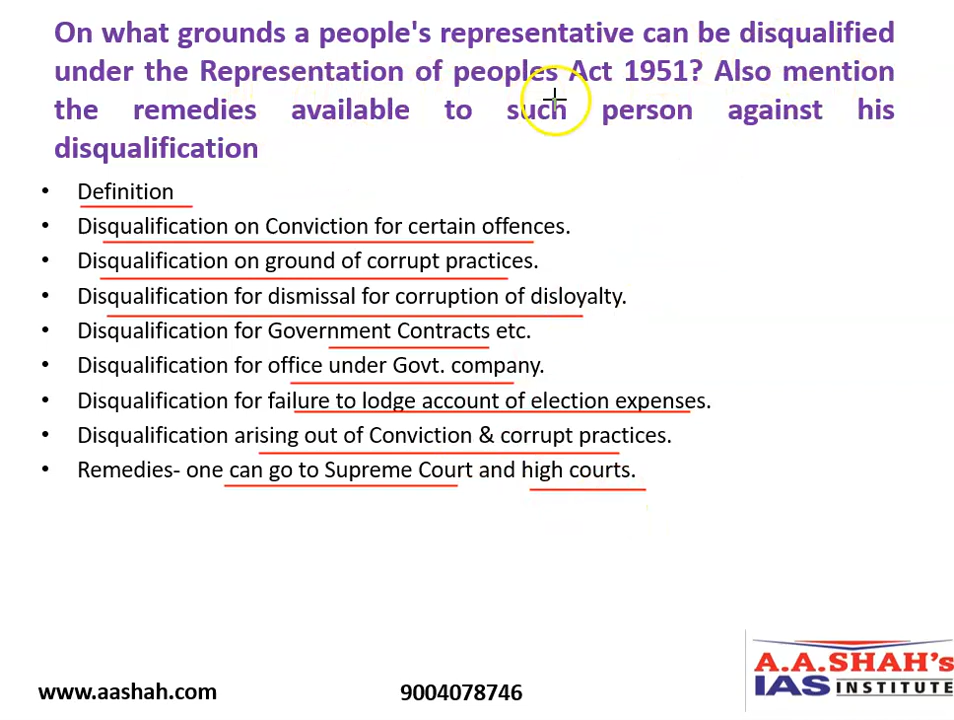 On what grounds a people's representative can be disqualified
under the Representation of peoples Act 1951? Also mention
the remedies available to such person against his
disqualification
• Definition
• Disqualification on Conviction for certain offences.
• Disqualification on ground of corrupt practices.
• Disqualification for dismissal for corruption of disloyalty.
• Disqualification for Government Contracts etc.
• Disqualification for office under Govt. company.
• Disqualification for failure to lodge account of election expenses.
• Disqualification arising out of Conviction & corrupt practices.
• Remedies- one can go to Supreme Court and high courts.
www.aashah.com
9004078746
A.A.SHAH's
IAS INSTITUTE